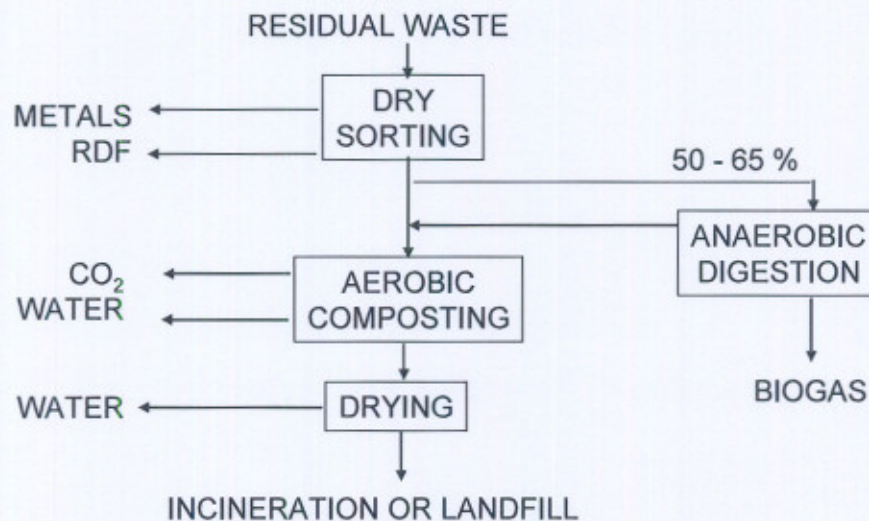 RESIDUAL WASTE
DRY
SORTING
METALS
RDF
50 - 65 %
ANAEROBIC
DIGESTION
CO₂
WATER
AEROBIC
COMPOSTING
BIOGAS
WATER
DRYING
INCINERATION OR LANDFILL